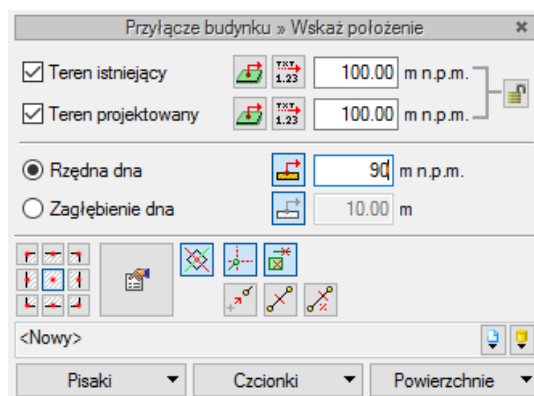 Przyłącze budynku » Wskaż położenie
Teren istniejący TXT 1.23 100.00 m n.p.m.
Teren projektowany TXT 1.23 100.00 m n.p.m.
Rzędna dna 90 m n.p.m.
Zagłębienie dna 10.00 m
<Nowy>
Pisaki Czcionki Powierzchnie